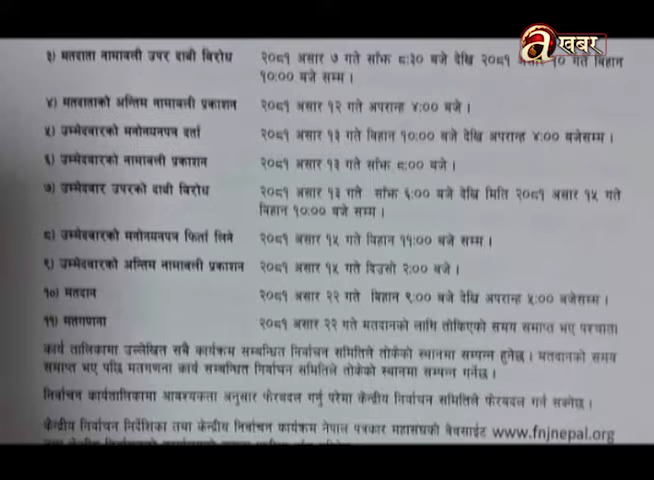 a खबर
३) मतदाता नामावली उपर दाबी बिरोध २०८१ असार ७ गते साँझ ८:३० बजे देखि २०८१ असार १० गते बिहान
१०:०० बजे सम्म ।
४) मतदाताको अन्तिम नामावली प्रकाशन २०८१ असार १२ गते अपरान्ह ४:०० बजे ।
५) उम्मेदवारको मनोनयनपत्र दर्ता २०८१ असार १३ गते बिहान १०:०० बजे देखि अपरान्ह ४:०० बजेसम्म ।
६) उम्मेदवारको नामावली प्रकाशन २०८१ असार १३ गते साँझ ८:०० बजे ।
७) उम्मेदवार उपरको दाबी बिरोध २०८१ असार १३ गते साँझ ६:०० बजे देखि मिति २०८१ असार १५ गते
बिहान १०:०० बजे सम्म ।
८) उम्मेदवारको मनोनयनपत्र फिर्ता लिने २०८१ असार १५ गते बिहान ११:०० बजे सम्म ।
९) उम्मेदवारको अन्तिम नामावली प्रकाशन २०८१ असार १५ गते दिउसो २:०० बजे ।
१०) मतदान २०८१ असार २२ गते बिहान ९:०० बजे देखि अपरान्ह ५:०० बजेसम्म ।
११) मतगणना २०८१ असार २२ गते मतदानको लागि तोकिएको समय समाप्त भए पश्चात।
कार्य तालिकामा उल्लेखित सबै कार्यक्रम सम्बन्धित निर्वाचन समितिले तोकेको स्थानमा सम्पन्न हुनेछ । मतदानको समय
समाप्त भए पछि मतगणना कार्य सम्बन्धित निर्वाचन समितिले तोकेको स्थानमा सम्पन्न गर्नेछ ।
निर्वाचन कार्यतालिकामा आवश्यकता अनुसार फेरबदल गर्नु परेमा केन्द्रीय निर्वाचन समितिले फेरबदल गर्न सक्नेछ ।
केन्द्रीय निर्वाचन निर्देशिका तथा केन्द्रीय निर्वाचन कार्यक्रम नेपाल पत्रकार महासंघको वेबसाईट www.fnjnepal.org